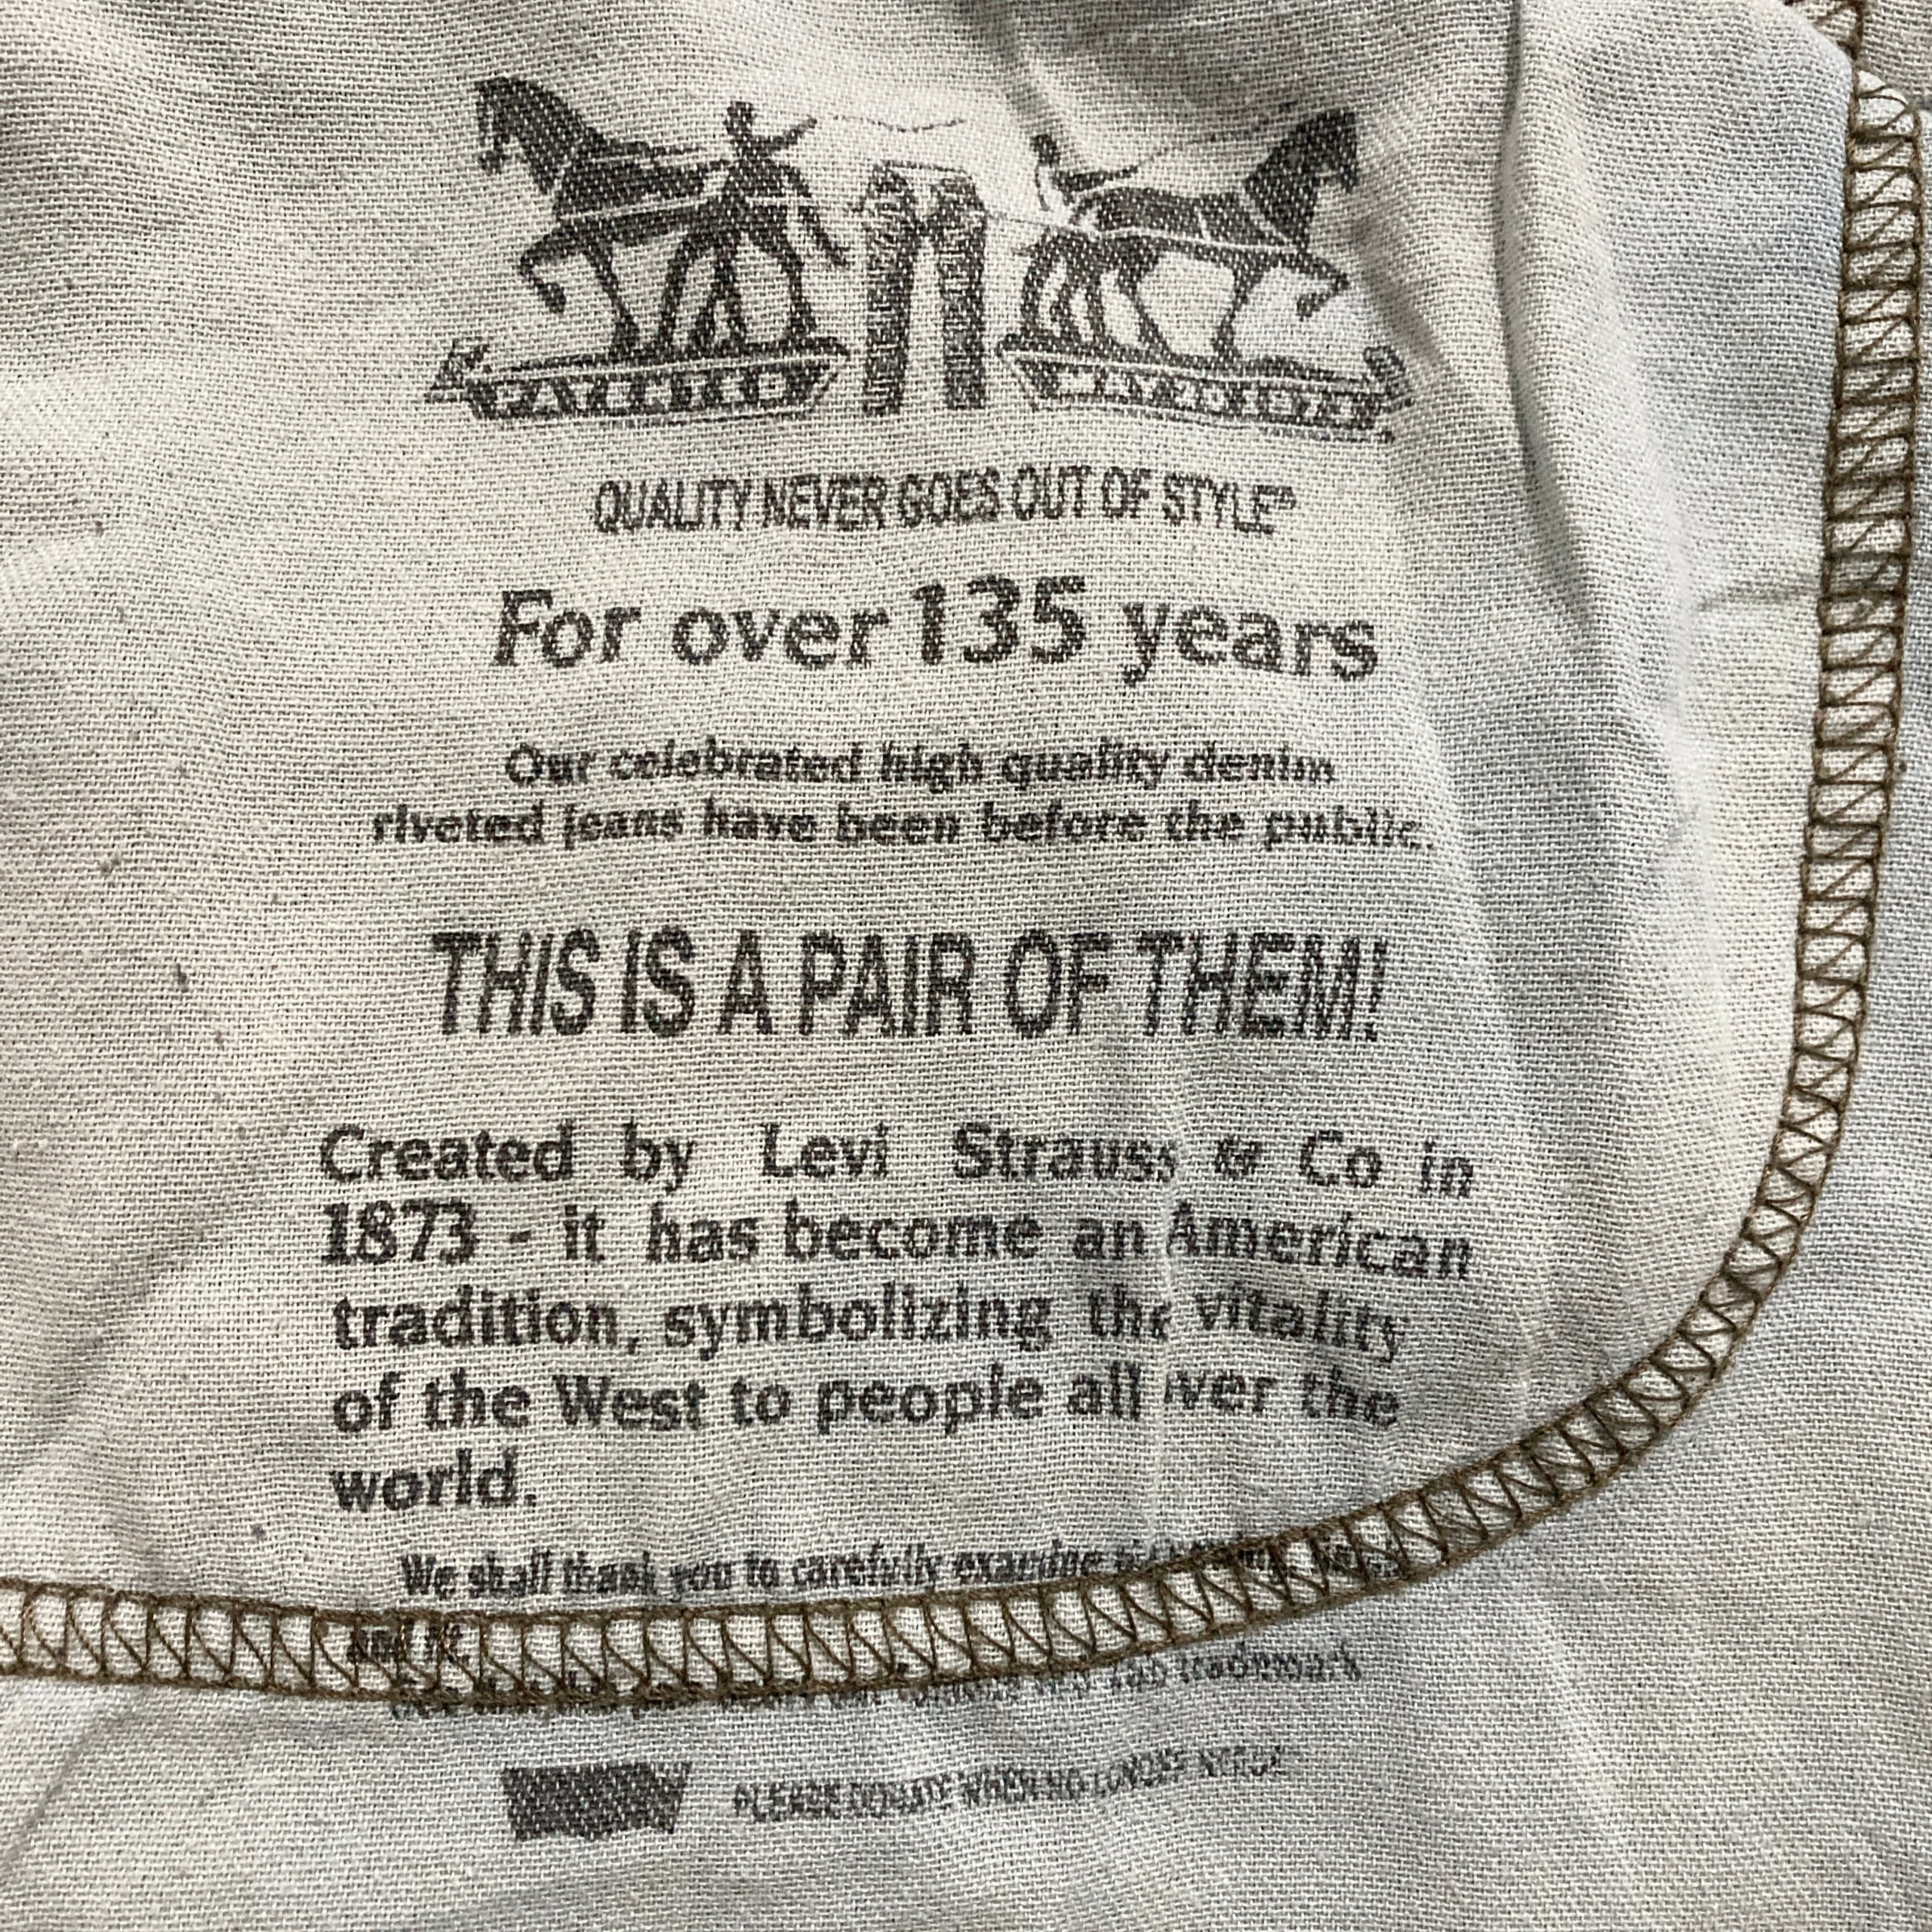 QUALITY NEVER GOES OUT OF STYLE®
For over 135 years
Our celebrated high quality denim
riveted jeans have been before the public.
THIS IS A PAIR OF THEM!
Created by Levi Strauss & Co in
1873 - it has become an American
tradition, symbolizing the vitality
of the West to people all over the
world.
We shall thank you to carefully examine
and fit.
trademark
PLEASE DONATE WHEN NO LONGER